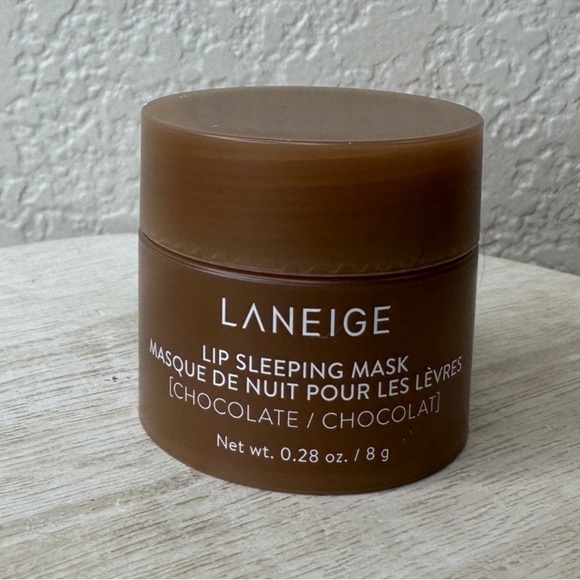 LANEIGE
LIP SLEEPING MASK
MASQUE DE NUIT POUR LES LÈVRES
[CHOCOLATE / CHOCOLAT]
Net wt. 0.28 oz. / 8 g